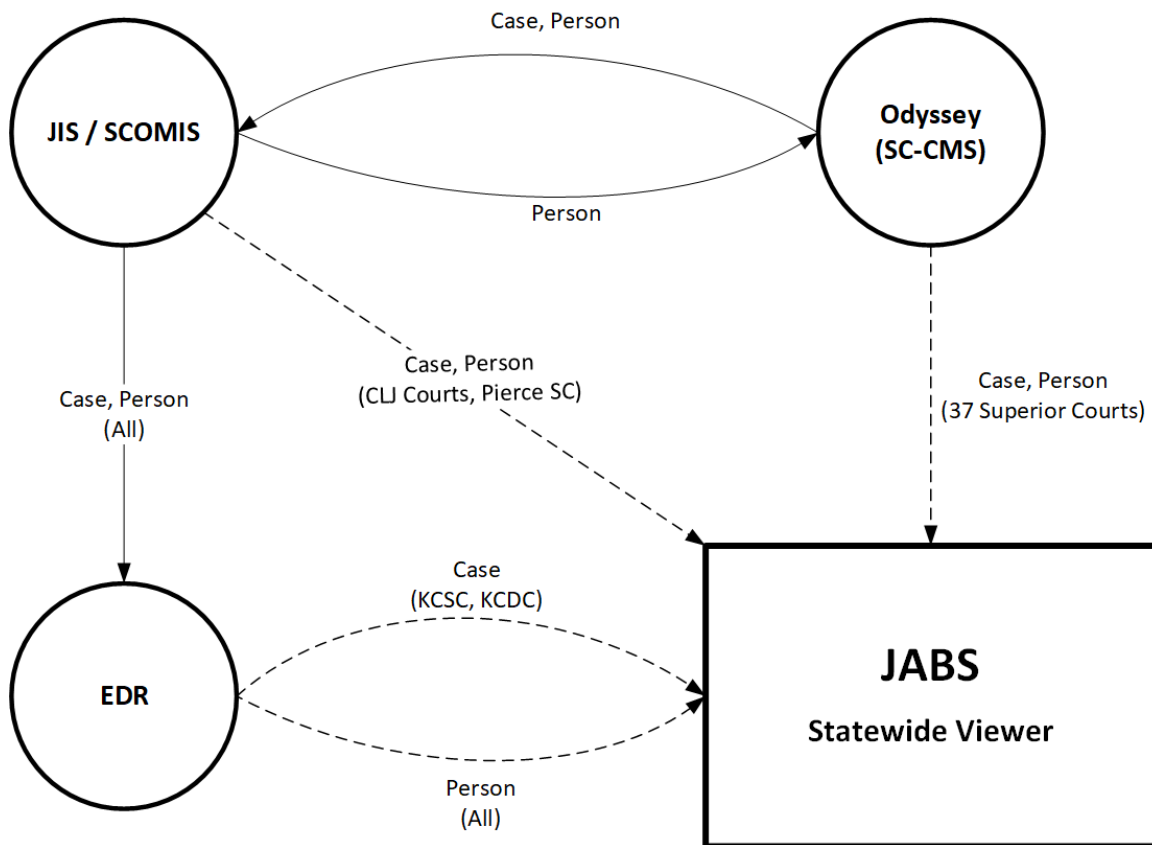 Case, Person
JIS / SCOMIS
Odyssey
(SC-CMS)
Person
Case, Person
(CLJ Courts, Pierce SC)
Case, Person
(37 Superior Courts)
Case, Person
(All)
Case
(KCSC, KCDC)
EDR
JABS
Statewide Viewer
Person
(All)